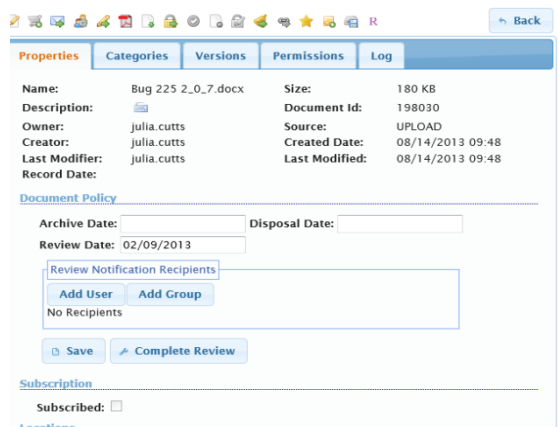 R Back
Properties Categories Versions Permissions Log
Name: Bug 225 2_0_7.docx Size: 180 KB
Description: Document Id: 198030
Owner: julia.cutts Source: UPLOAD
Creator: julia.cutts Created Date: 08/14/2013 09:48
Last Modifier: julia.cutts Last Modified: 08/14/2013 09:48
Record Date:
Document Policy
Archive Date: Disposal Date:
Review Date: 02/09/2013
Review Notification Recipients
Add User Add Group
No Recipients
Save Complete Review
Subscription
Subscribed:
Locations